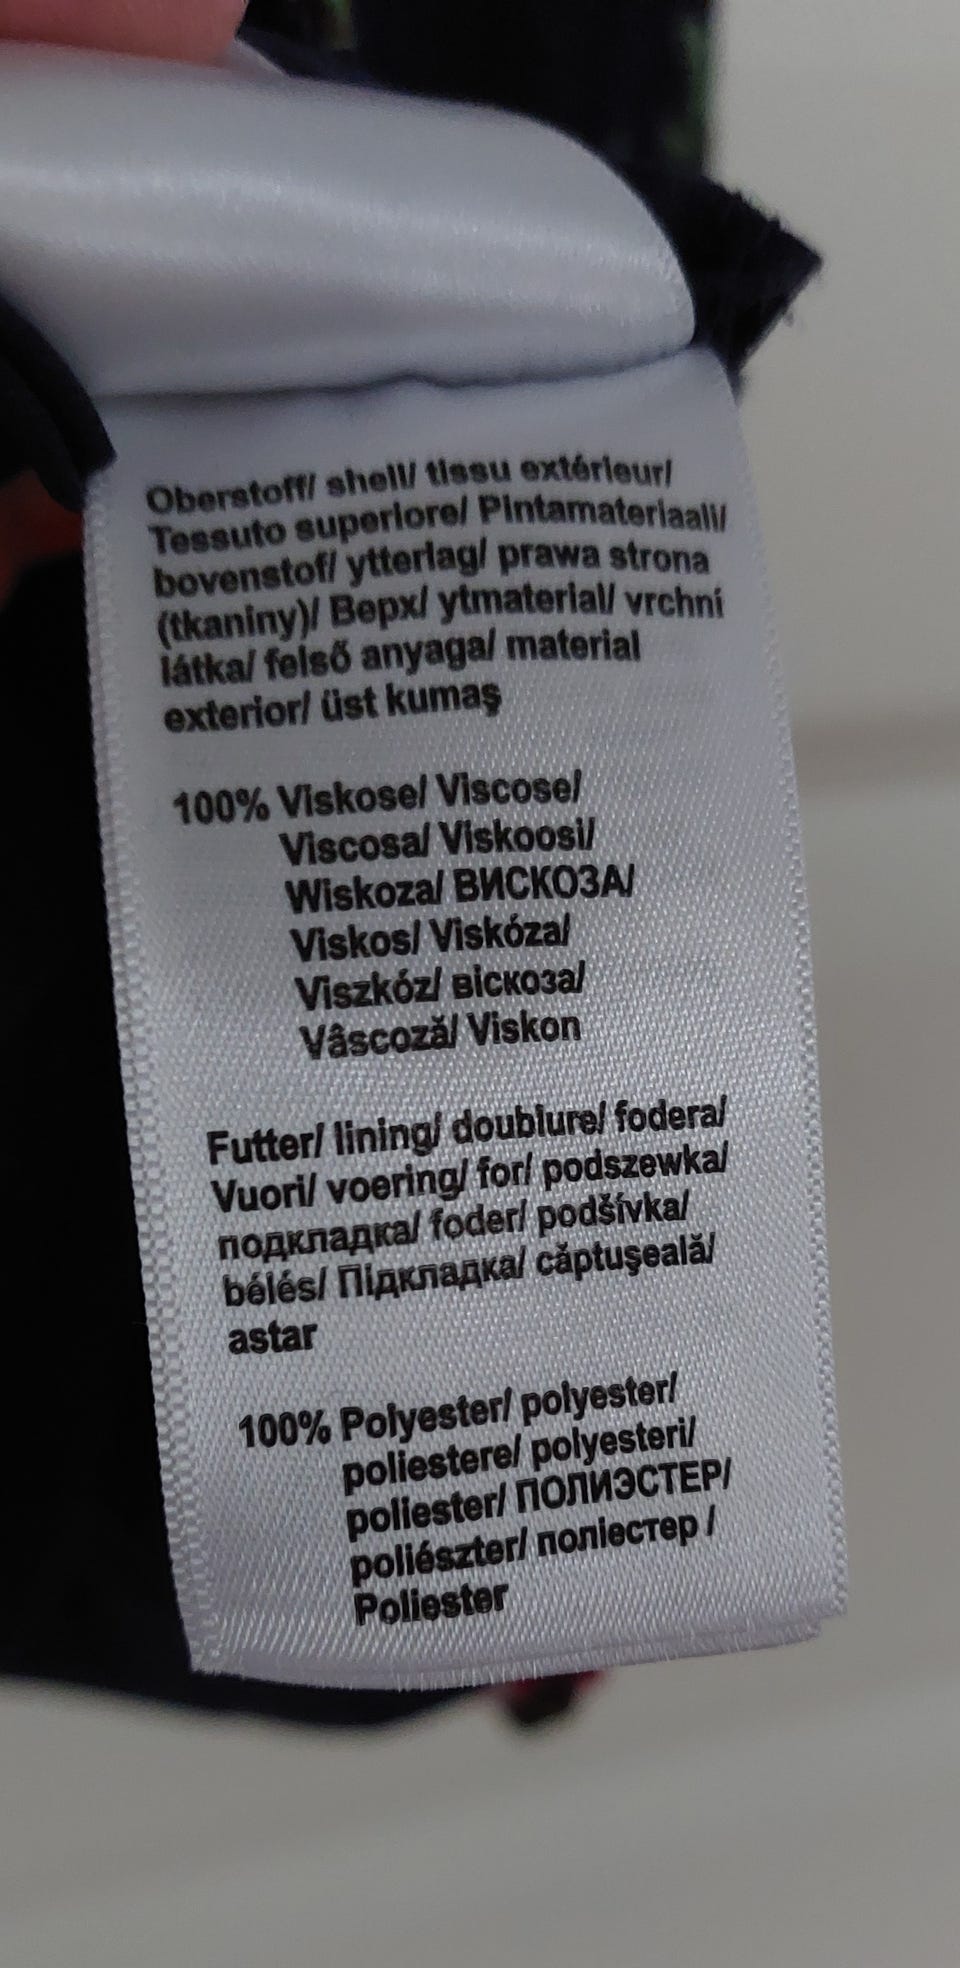 Oberstoff/ shell/ tissu extérieur/
Tessuto superiore/ Pintamateriaali/
bovenstof/ ytterlag/ prawa strona
(tkaniny)/ Верх/ ytmaterial/ vrchní
látka/ felső anyaga/ material
exterior/ üst kumaş
100% Viskose/ Viscose/
Viscosa/ Viskoosi/
Wiskoza/ ВИСКОЗА/
Viskos/ Viskóza/
Viszkóz/ віскоза/
Vâscoză/ Viskon
Futter/ lining/ doublure/ fodera/
Vuori/ voering/ for/ podszewka/
подкладка/ foder/ podšívka/
bélés/ Підкладка/ căptuşeală/
astar
100% Polyester/ polyester/
poliestere/ polyesteri/
poliester/ ПОЛИЭСТЕР/
poliészter/ поліестер /
Poliester